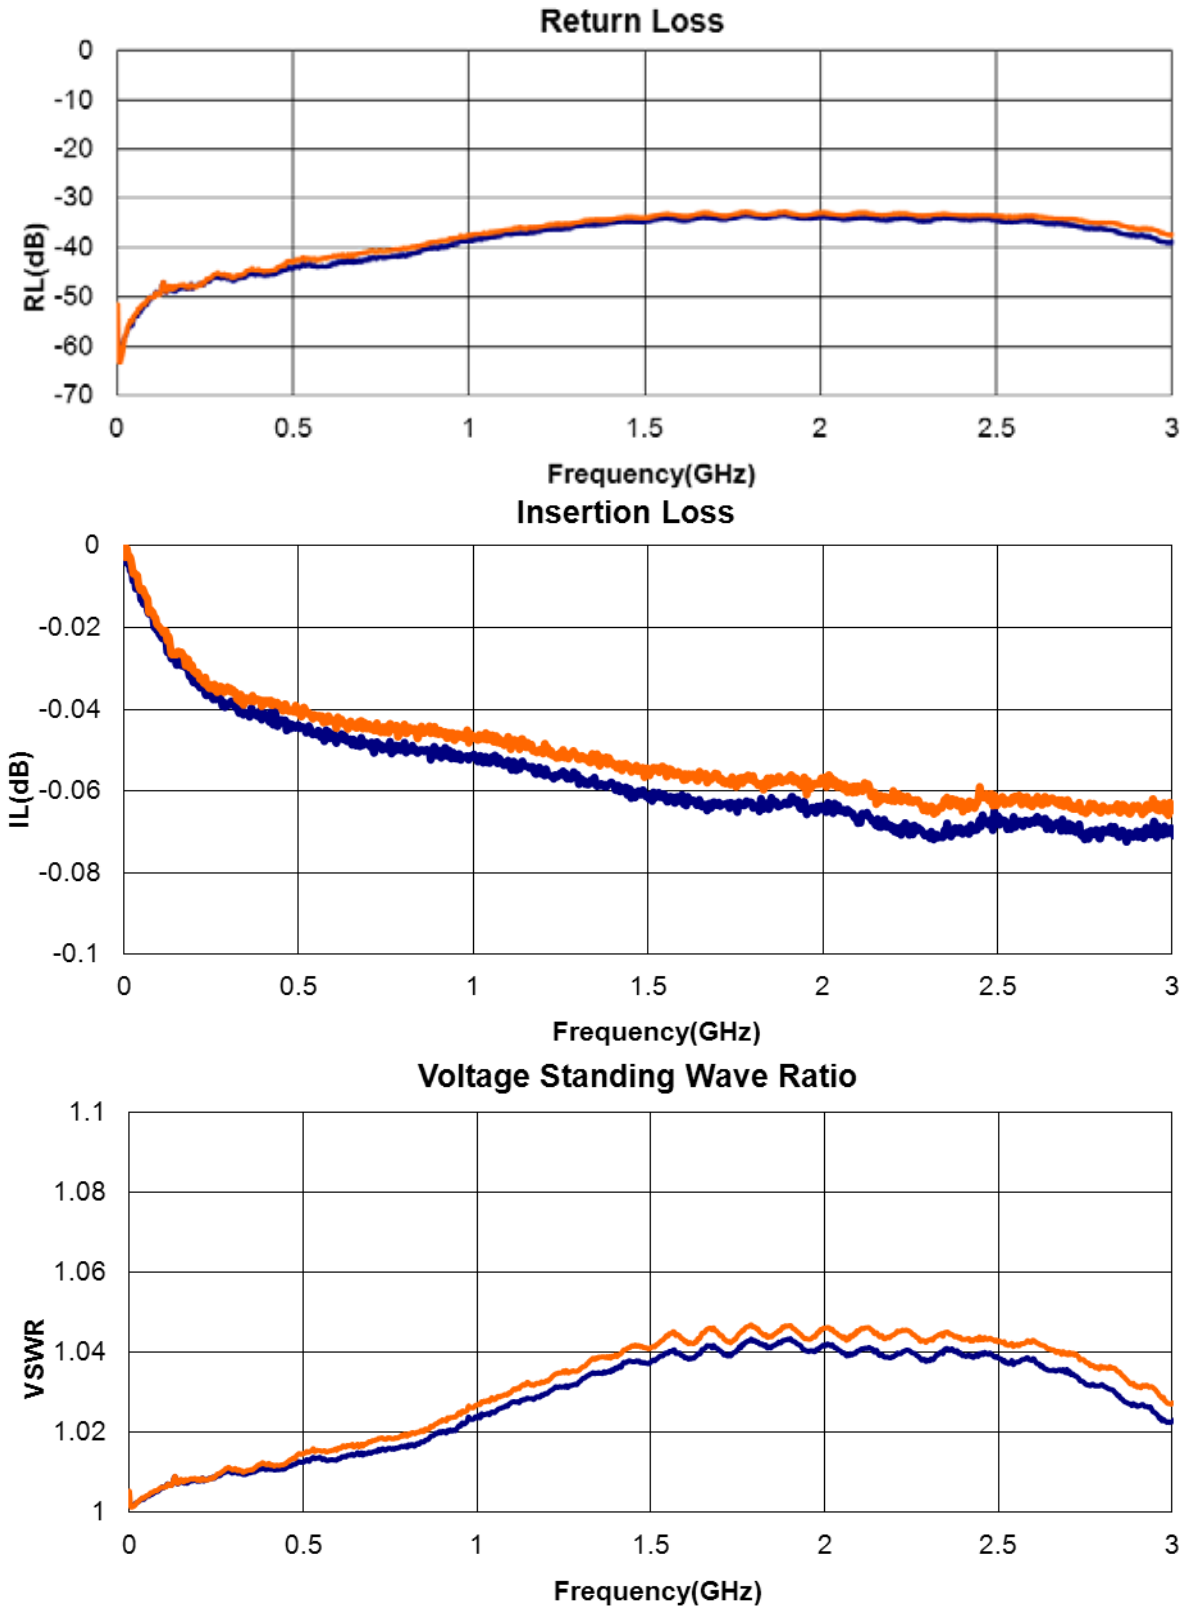 Return Loss
0
-10
-20
-30
-40
-50
-60
-70
RL(dB)
0 0.5 1 1.5 2 2.5 3
Frequency(GHz)
Insertion Loss
0
-0.02
-0.04
-0.06
-0.08
-0.1
IL(dB)
0 0.5 1 1.5 2 2.5 3
Frequency(GHz)
Voltage Standing Wave Ratio
1.1
1.08
1.06
1.04
1.02
1
VSWR
0 0.5 1 1.5 2 2.5 3
Frequency(GHz)